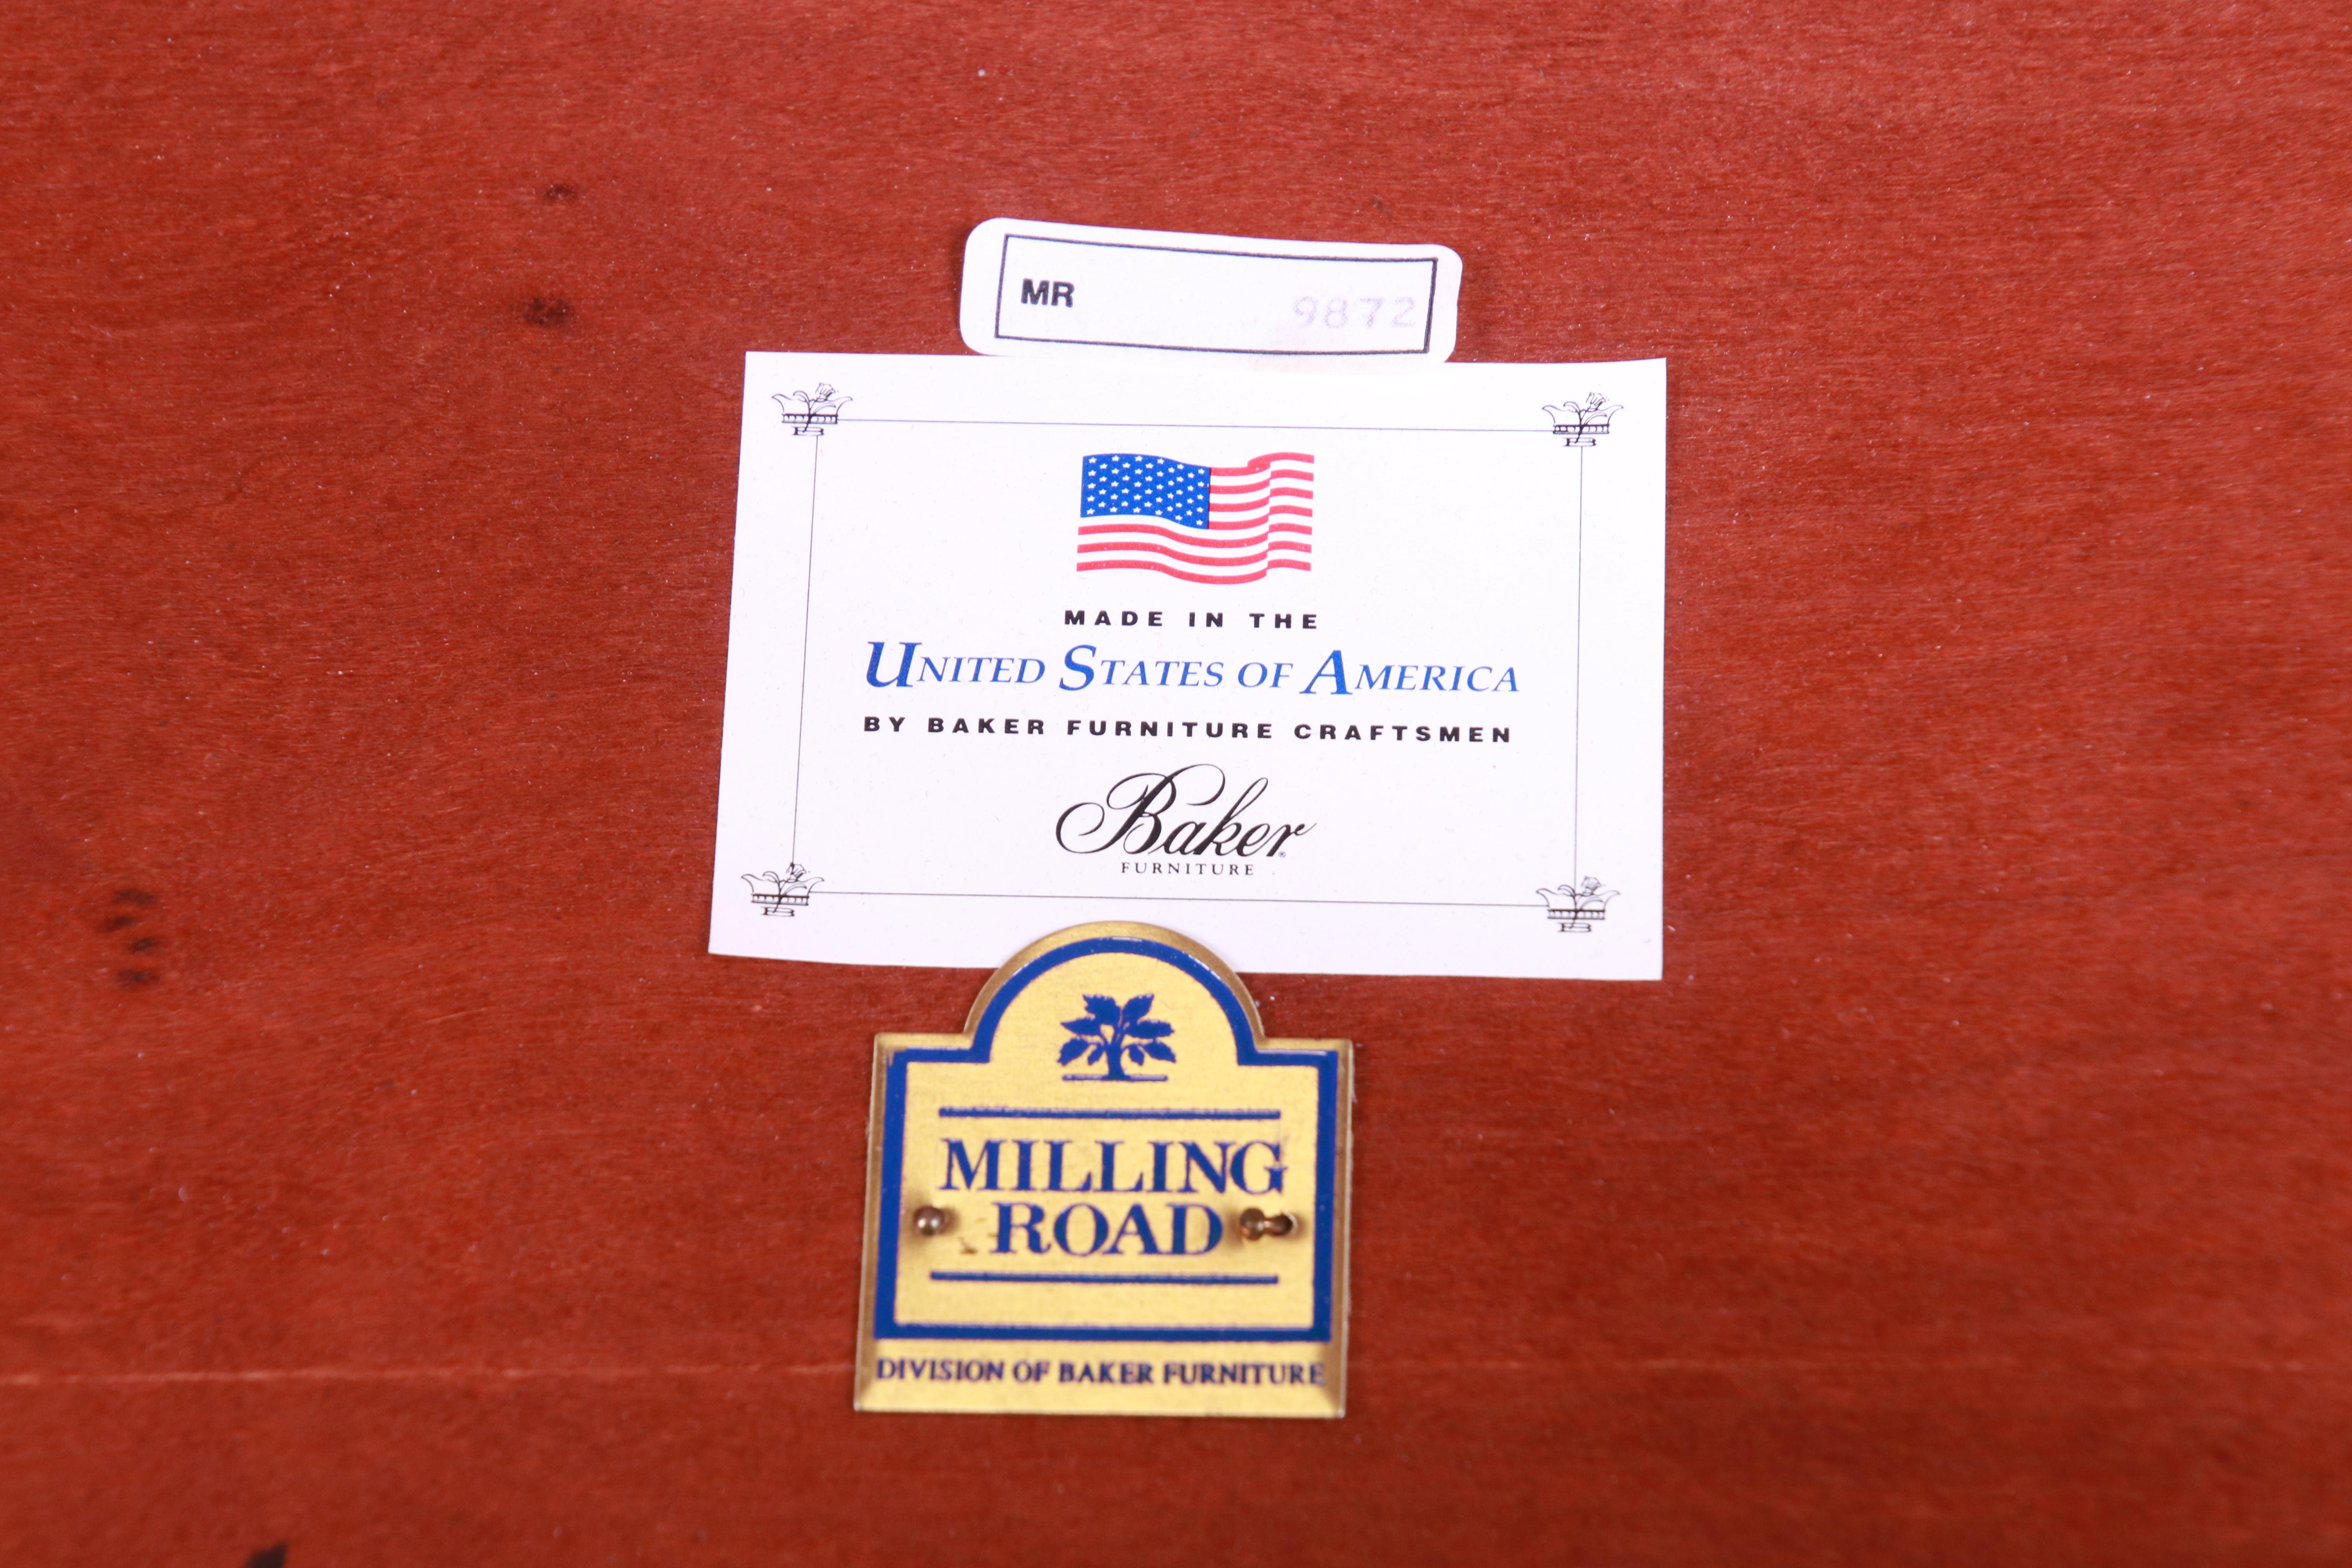 MR 9872
MADE IN THE
UNITED STATES OF AMERICA
BY BAKER FURNITURE CRAFTSMEN
Baker®
FURNITURE
MILLING
ROAD
DIVISION OF BAKER FURNITURE